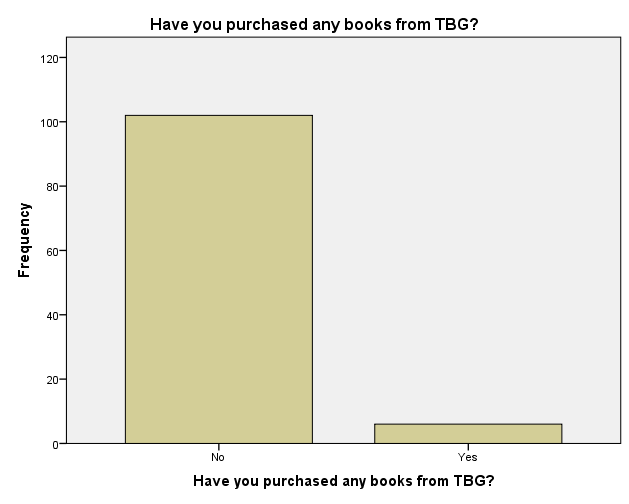 Have you purchased any books from TBG?
120
100
80
60
40
20
0
Frequency
No Yes
Have you purchased any books from TBG?